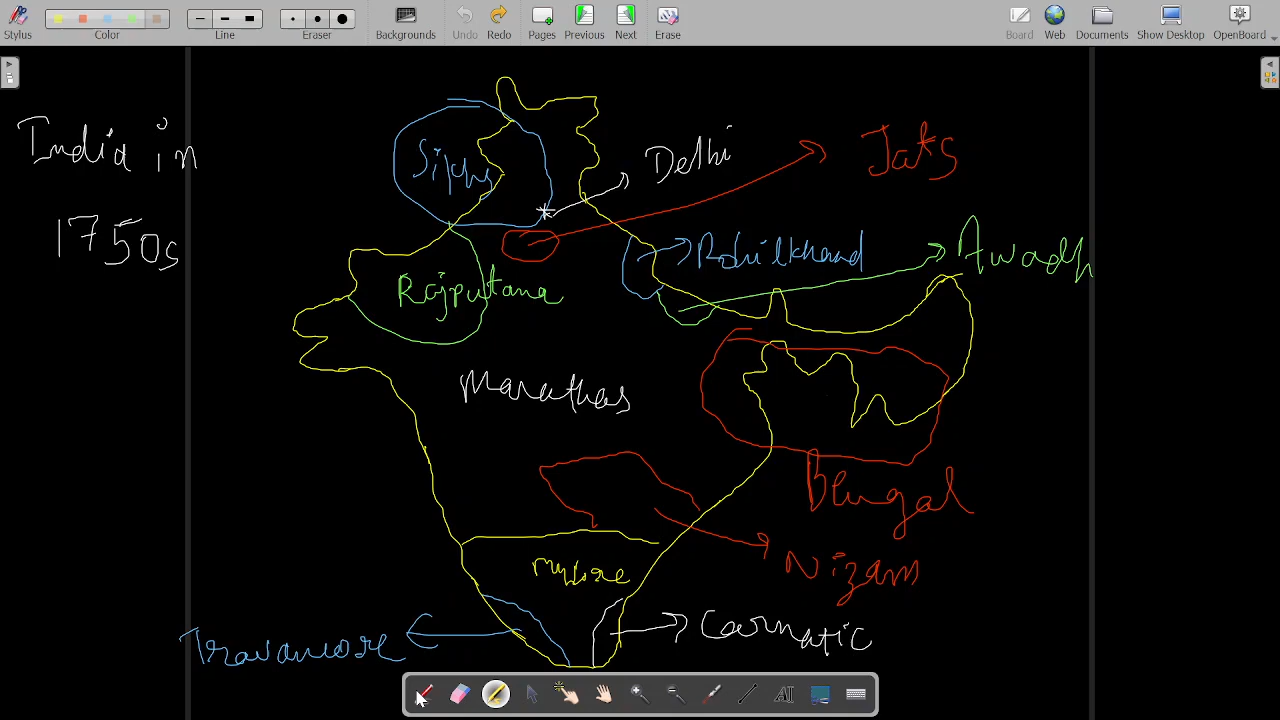 Stylus
Color
Line
Eraser
Backgrounds
Undo
Redo
Pages
Previous
Next
Erase
Board
Web
Documents
Show Desktop
OpenBoard
India in
1750s
Sikhs
Delhi
Jats
Rohilkhand
Awadh
Rajputana
Marathas
Bengal
Nizam
Mysore
Carnatic
Travancore
AI